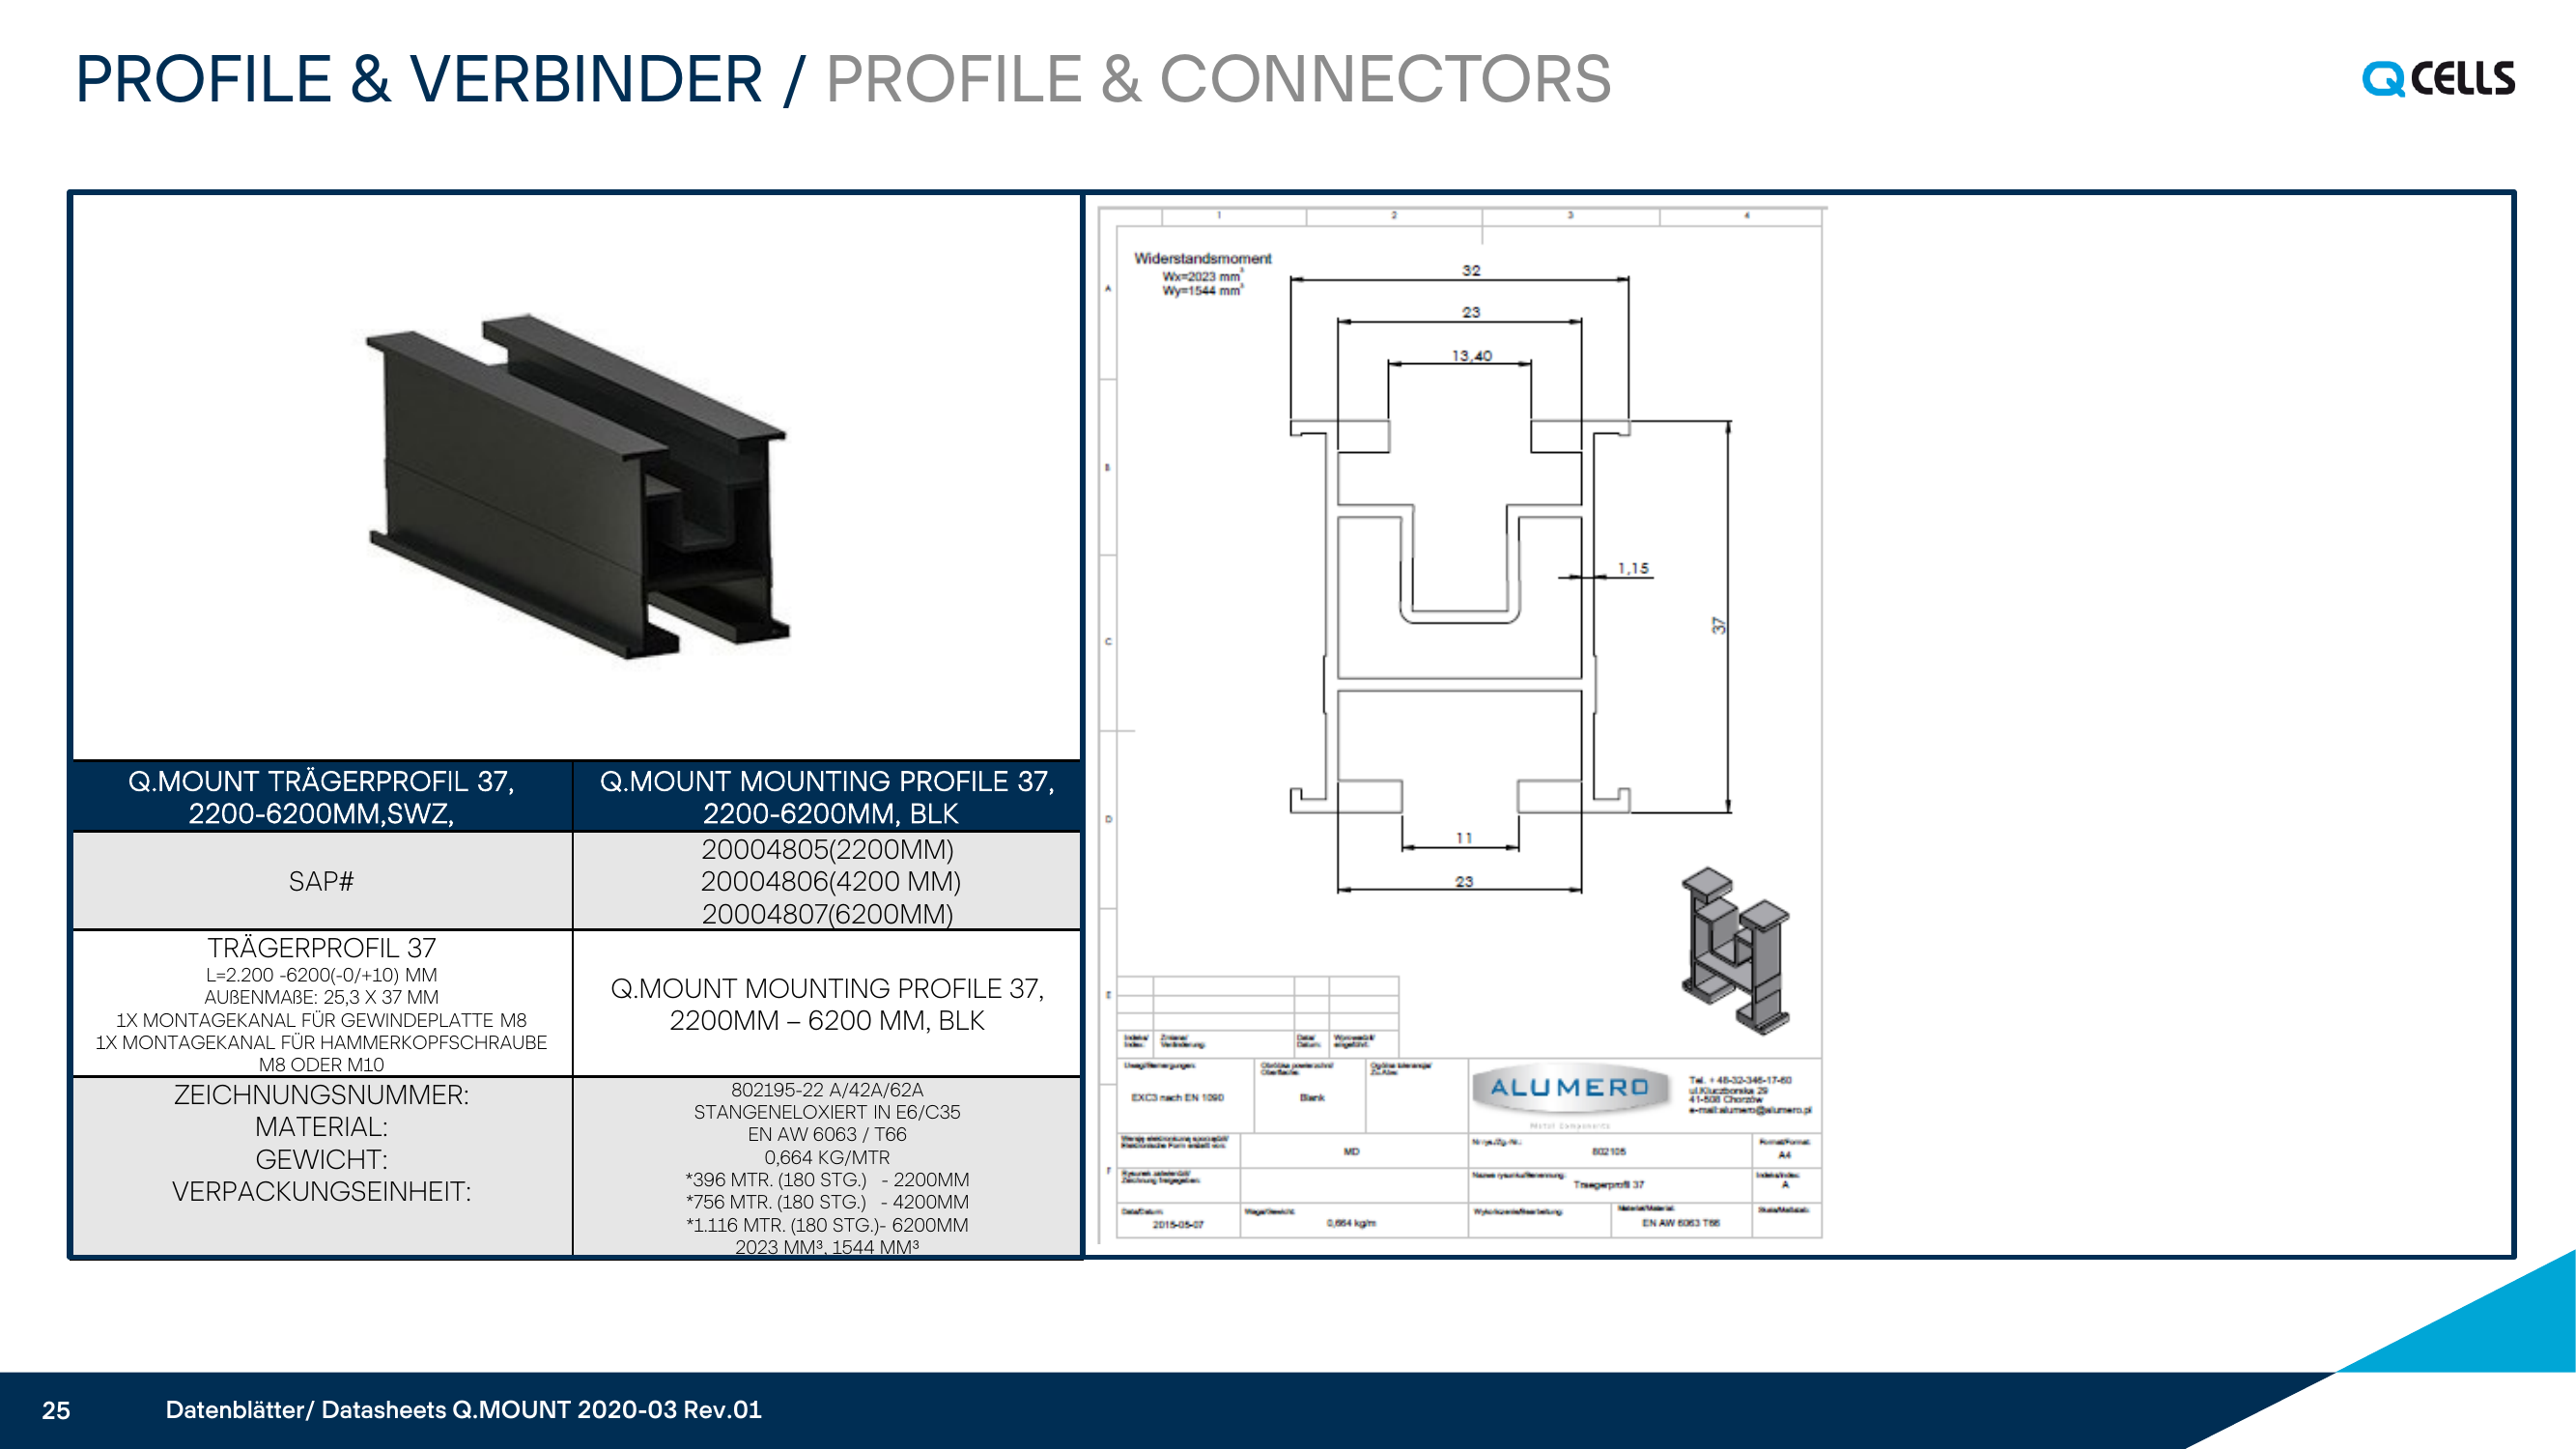 PROFILE & VERBINDER / PROFILE & CONNECTORS
Q CELLS
Q.MOUNT TRÄGERPROFIL 37,
2200-6200MM,SWZ,
Q.MOUNT MOUNTING PROFILE 37,
2200-6200MM, BLK
SAP#
20004805(2200MM)
20004806(4200 MM)
20004807(6200MM)
TRÄGERPROFIL 37
L=2.200 -6200(-0/+10) MM
AUßENMAßE: 25,3 X 37 MM
1X MONTAGEKANAL FÜR GEWINDEPLATTE M8
1X MONTAGEKANAL FÜR HAMMERKOPFSCHRAUBE
M8 ODER M10
Q.MOUNT MOUNTING PROFILE 37,
2200MM – 6200 MM, BLK
ZEICHNUNGSNUMMER:
MATERIAL:
GEWICHT:
VERPACKUNGSEINHEIT:
802195-22 A/42A/62A
STANGENELOXIERT IN E6/C35
EN AW 6063 / T66
0,664 KG/MTR
*396 MTR. (180 STG.) - 2200MM
*756 MTR. (180 STG.) - 4200MM
*1.116 MTR. (180 STG.)- 6200MM
2023 MM³, 1544 MM³
1 2 3 4
A
B
C
D
E
F
Widerstandsmoment
Wx=2023 mm³
Wy=1544 mm³
32
23
13,40
1,15
37
11
23
EXC3 nach EN 1090
Blank
ALUMERO
Metal Components
Tel. + 48-32-346-17-60
ul.Kluczborska 29
41-508 Chorzów
e-mail:alumero@alumero.pl
MD
802105
A4
Traegerprofil 37
A
2015-05-07
0,664 kg/m
EN AW 6063 T66
25
Datenblätter/ Datasheets Q.MOUNT 2020-03 Rev.01